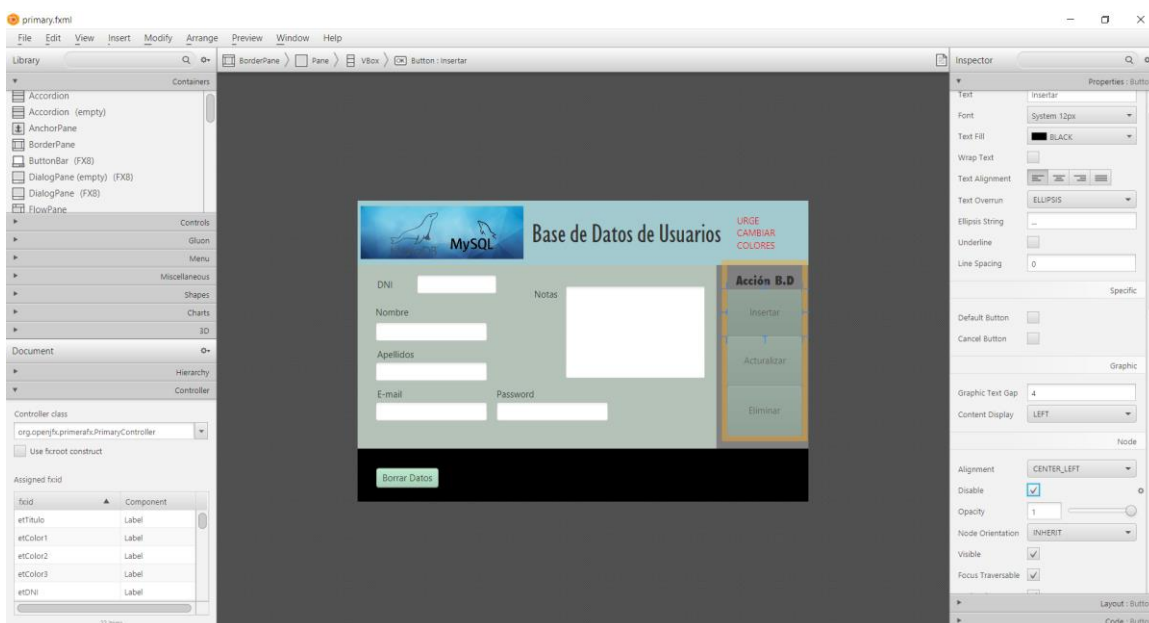 primary.fxml
File Edit View Insert Modify Arrange Preview Window Help
Library
BorderPane
Pane
VBox
OK Button : Insertar
Inspector
Containers
Accordion
Accordion (empty)
AnchorPane
BorderPane
ButtonBar (FX8)
DialogPane (empty) (FX8)
DialogPane (FX8)
FlowPane
Controls
Gluon
Menu
Miscellaneous
Shapes
Charts
3D
Document
Hierarchy
Controller
Controller class
org.openjfx.primerafx.PrimaryController
Use fx:root construct
Assigned fx:id
fx:id Component
etTitulo Label
etColor1 Label
etColor2 Label
etColor3 Label
etDNI Label
MySQL
Base de Datos de Usuarios
URGE
CAMBIAR
COLORES
DNI
Notas
Nombre
Apellidos
E-mail
Password
Acción B.D
Insertar
Acturalizar
Eliminar
Borrar Datos
Properties : Butto
Text Insertar
Font System 12px
Text Fill BLACK
Wrap Text
Text Alignment
Text Overrun ELLIPSIS
Ellipsis String ...
Underline
Line Spacing 0
Specific
Default Button
Cancel Button
Graphic
Graphic Text Gap 4
Content Display LEFT
Node
Alignment CENTER_LEFT
Disable
Opacity 1
Node Orientation INHERIT
Visible
Focus Traversable
Layout : Butto
Code : Butto